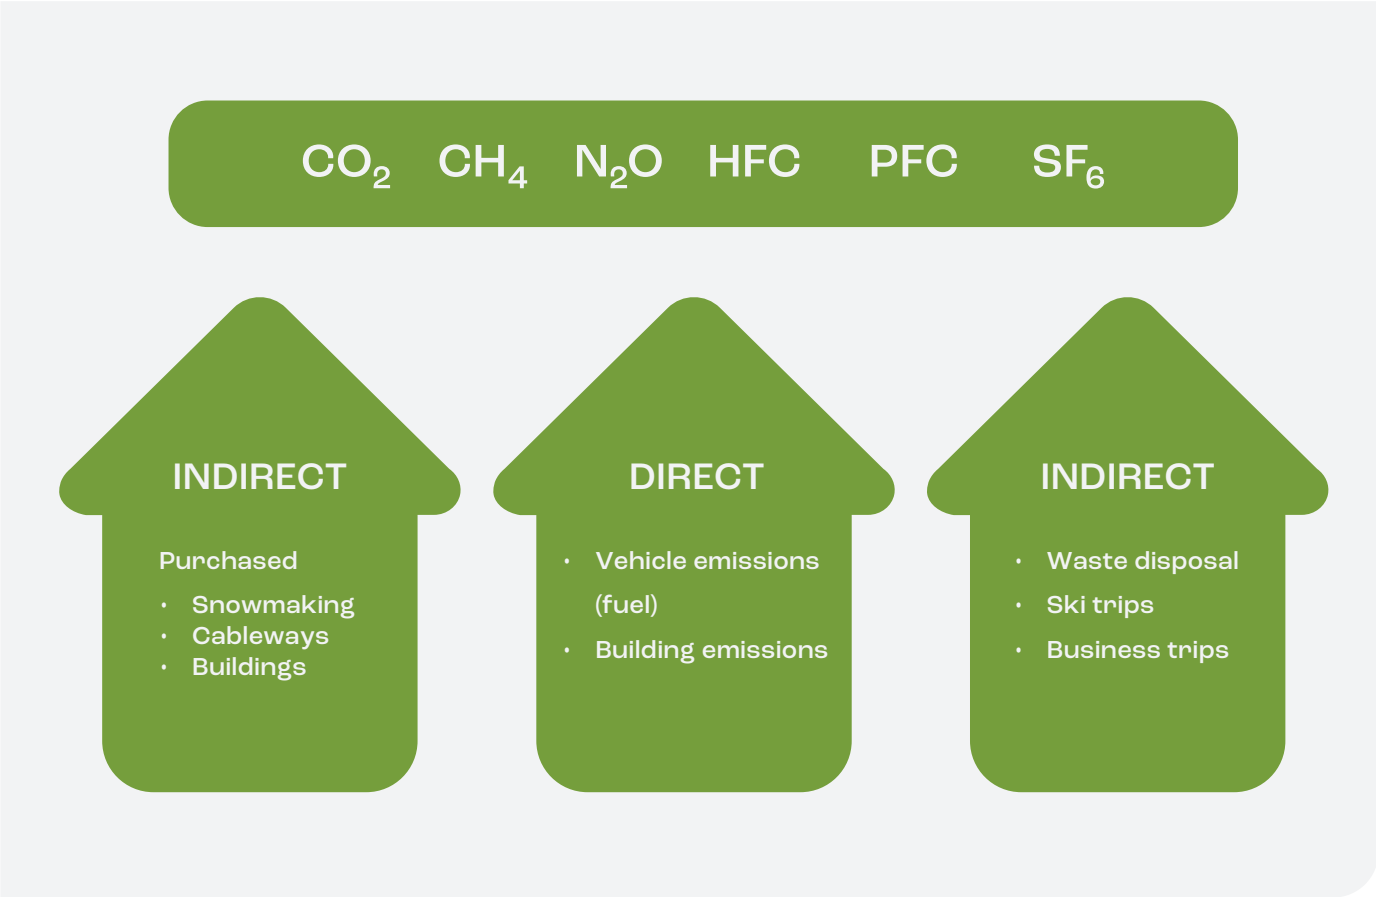 CO₂ CH₄ N₂O HFC PFC SF₆
INDIRECT
Purchased
• Snowmaking
• Cableways
• Buildings
DIRECT
• Vehicle emissions
(fuel)
• Building emissions
INDIRECT
• Waste disposal
• Ski trips
• Business trips